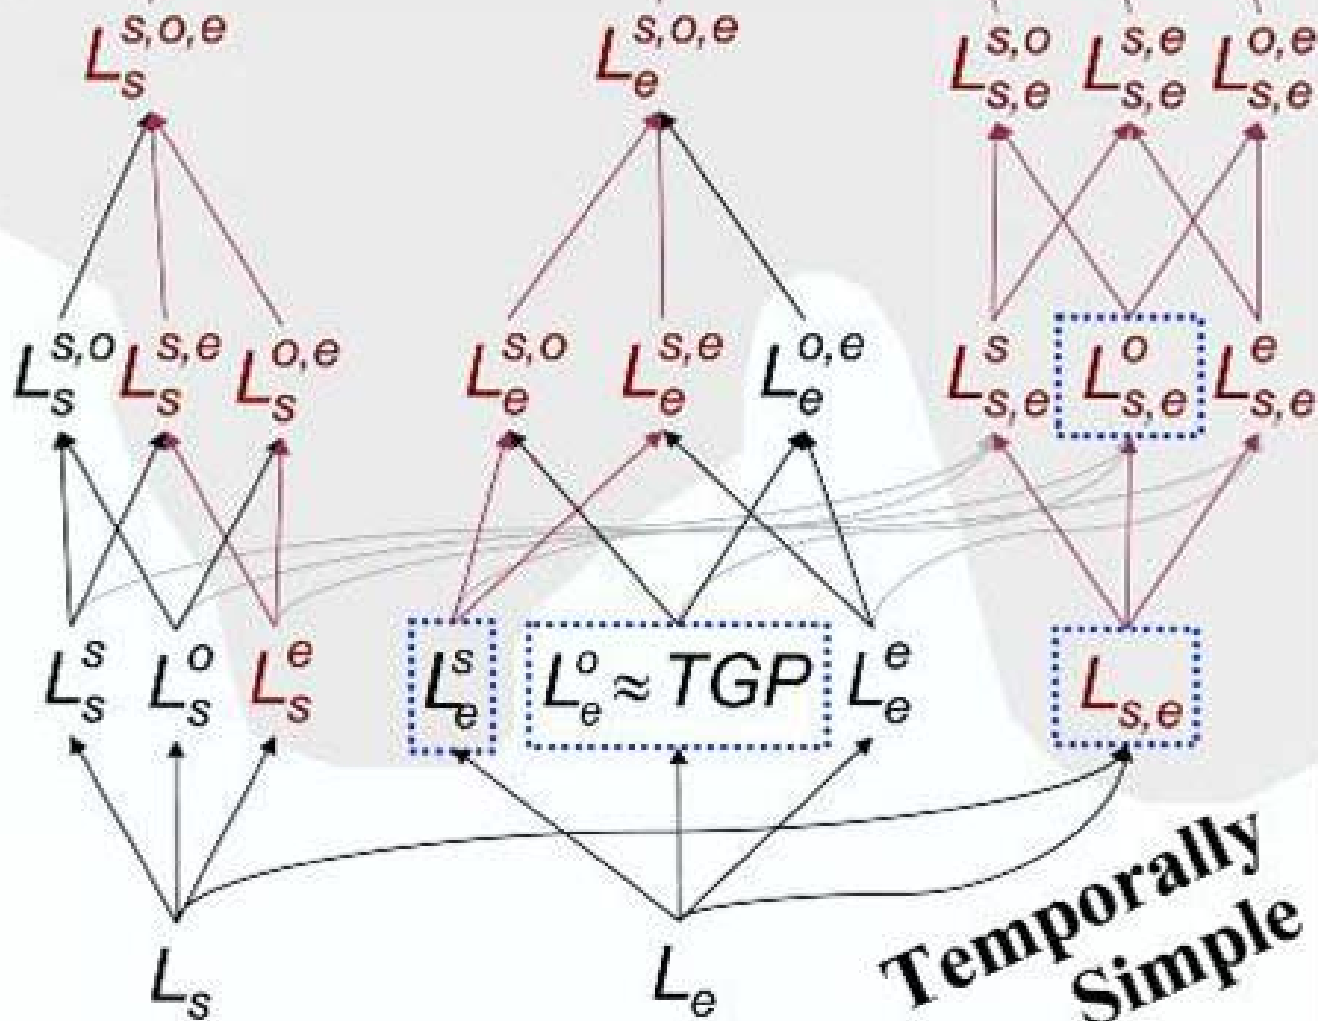 L_s^{s,o,e} L_e^{s,o,e} L_{s,e}^{s,o} L_{s,e}^{s,e} L_{s,e}^{o,e}
L_s^{s,o} L_s^{s,e} L_s^{o,e} L_e^{s,o} L_e^{s,e} L_e^{o,e} L_{s,e}^{s} L_{s,e}^{o} L_{s,e}^{e}
L_s^{s} L_s^{o} L_s^{e} L_e^{s} L_e^{o} ≈ TGP L_e^{e} L_{s,e}
Temporally
Simple
L_s L_e